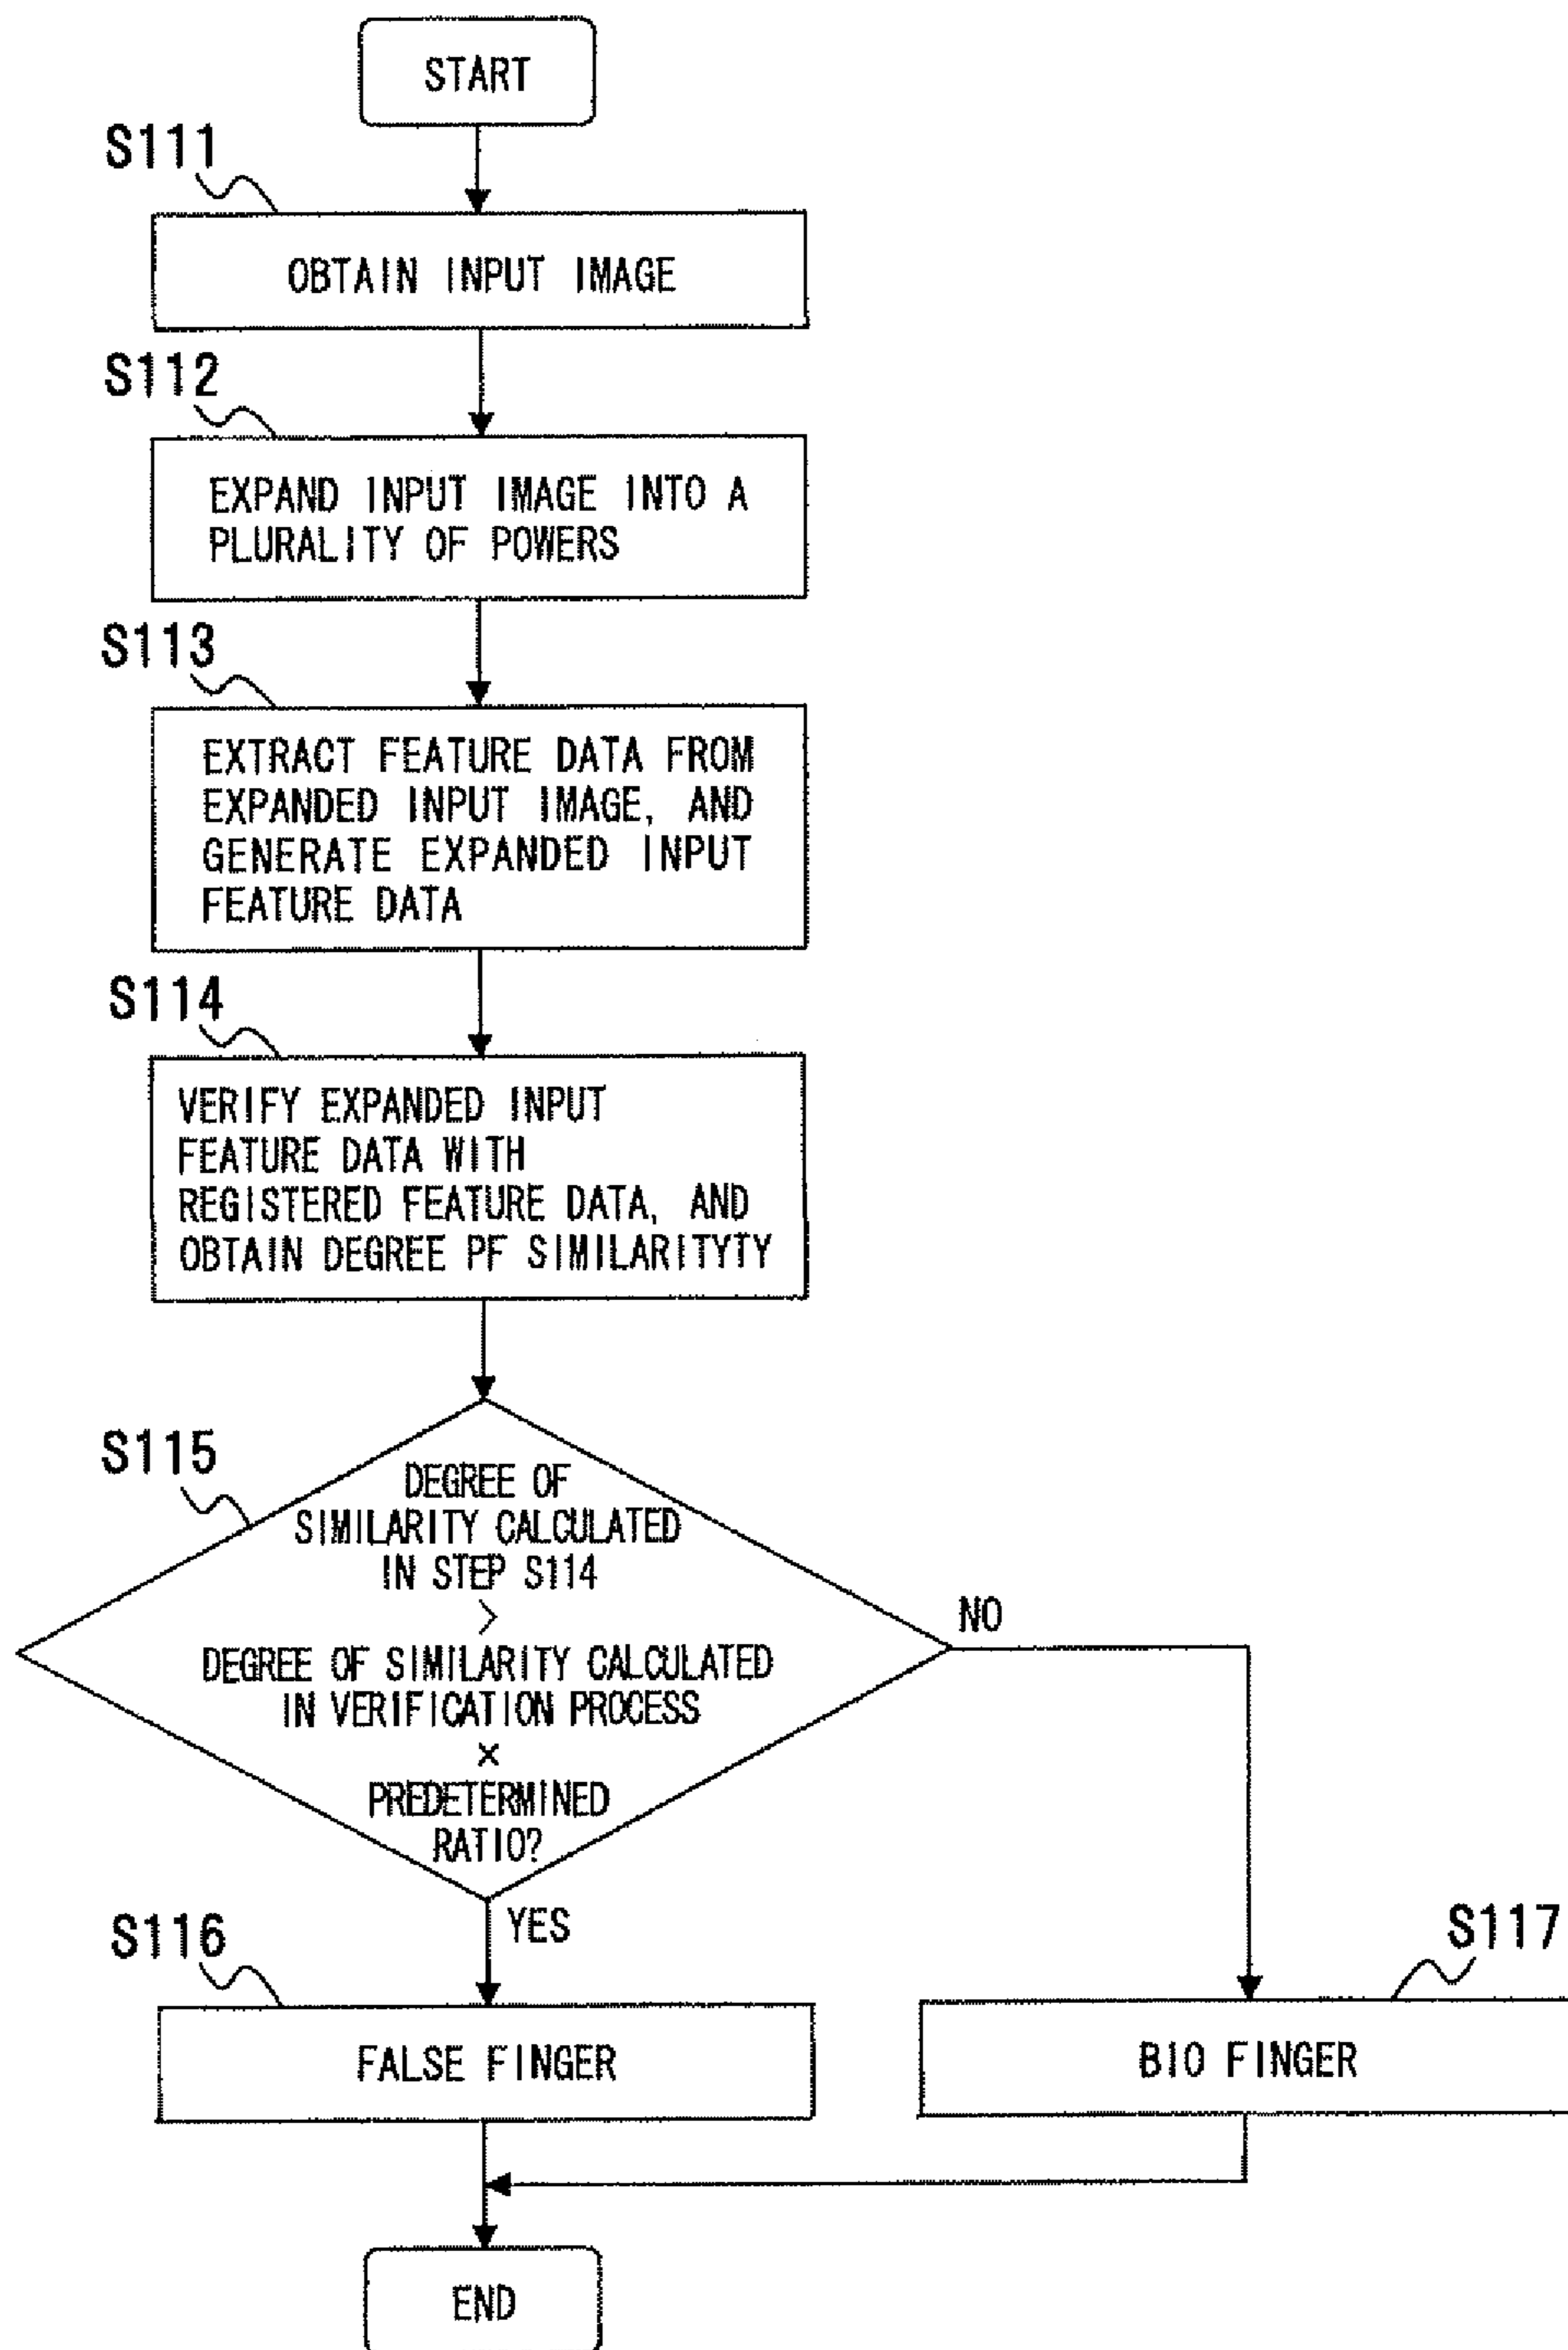 START
S111
OBTAIN INPUT IMAGE
S112
EXPAND INPUT IMAGE INTO A
PLURALITY OF POWERS
S113
EXTRACT FEATURE DATA FROM
EXPANDED INPUT IMAGE, AND
GENERATE EXPANDED INPUT
FEATURE DATA
S114
VERIFY EXPANDED INPUT
FEATURE DATA WITH
REGISTERED FEATURE DATA, AND
OBTAIN DEGREE PF SIMILARITYTY
S115
DEGREE OF
SIMILARITY CALCULATED
IN STEP S114
>
DEGREE OF SIMILARITY CALCULATED
IN VERIFICATION PROCESS
×
PREDETERMINED
RATIO?
NO
YES
S116
FALSE FINGER
S117
BIO FINGER
END